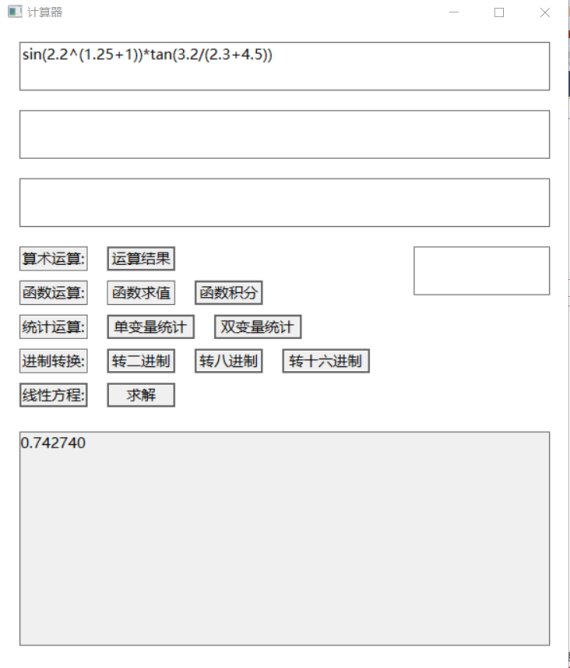 计算器
sin(2.2^(1.25+1))*tan(3.2/(2.3+4.5))
算术运算: 运算结果
函数运算: 函数求值 函数积分
统计运算: 单变量统计 双变量统计
进制转换: 转二进制 转八进制 转十六进制
线性方程: 求解
0.742740